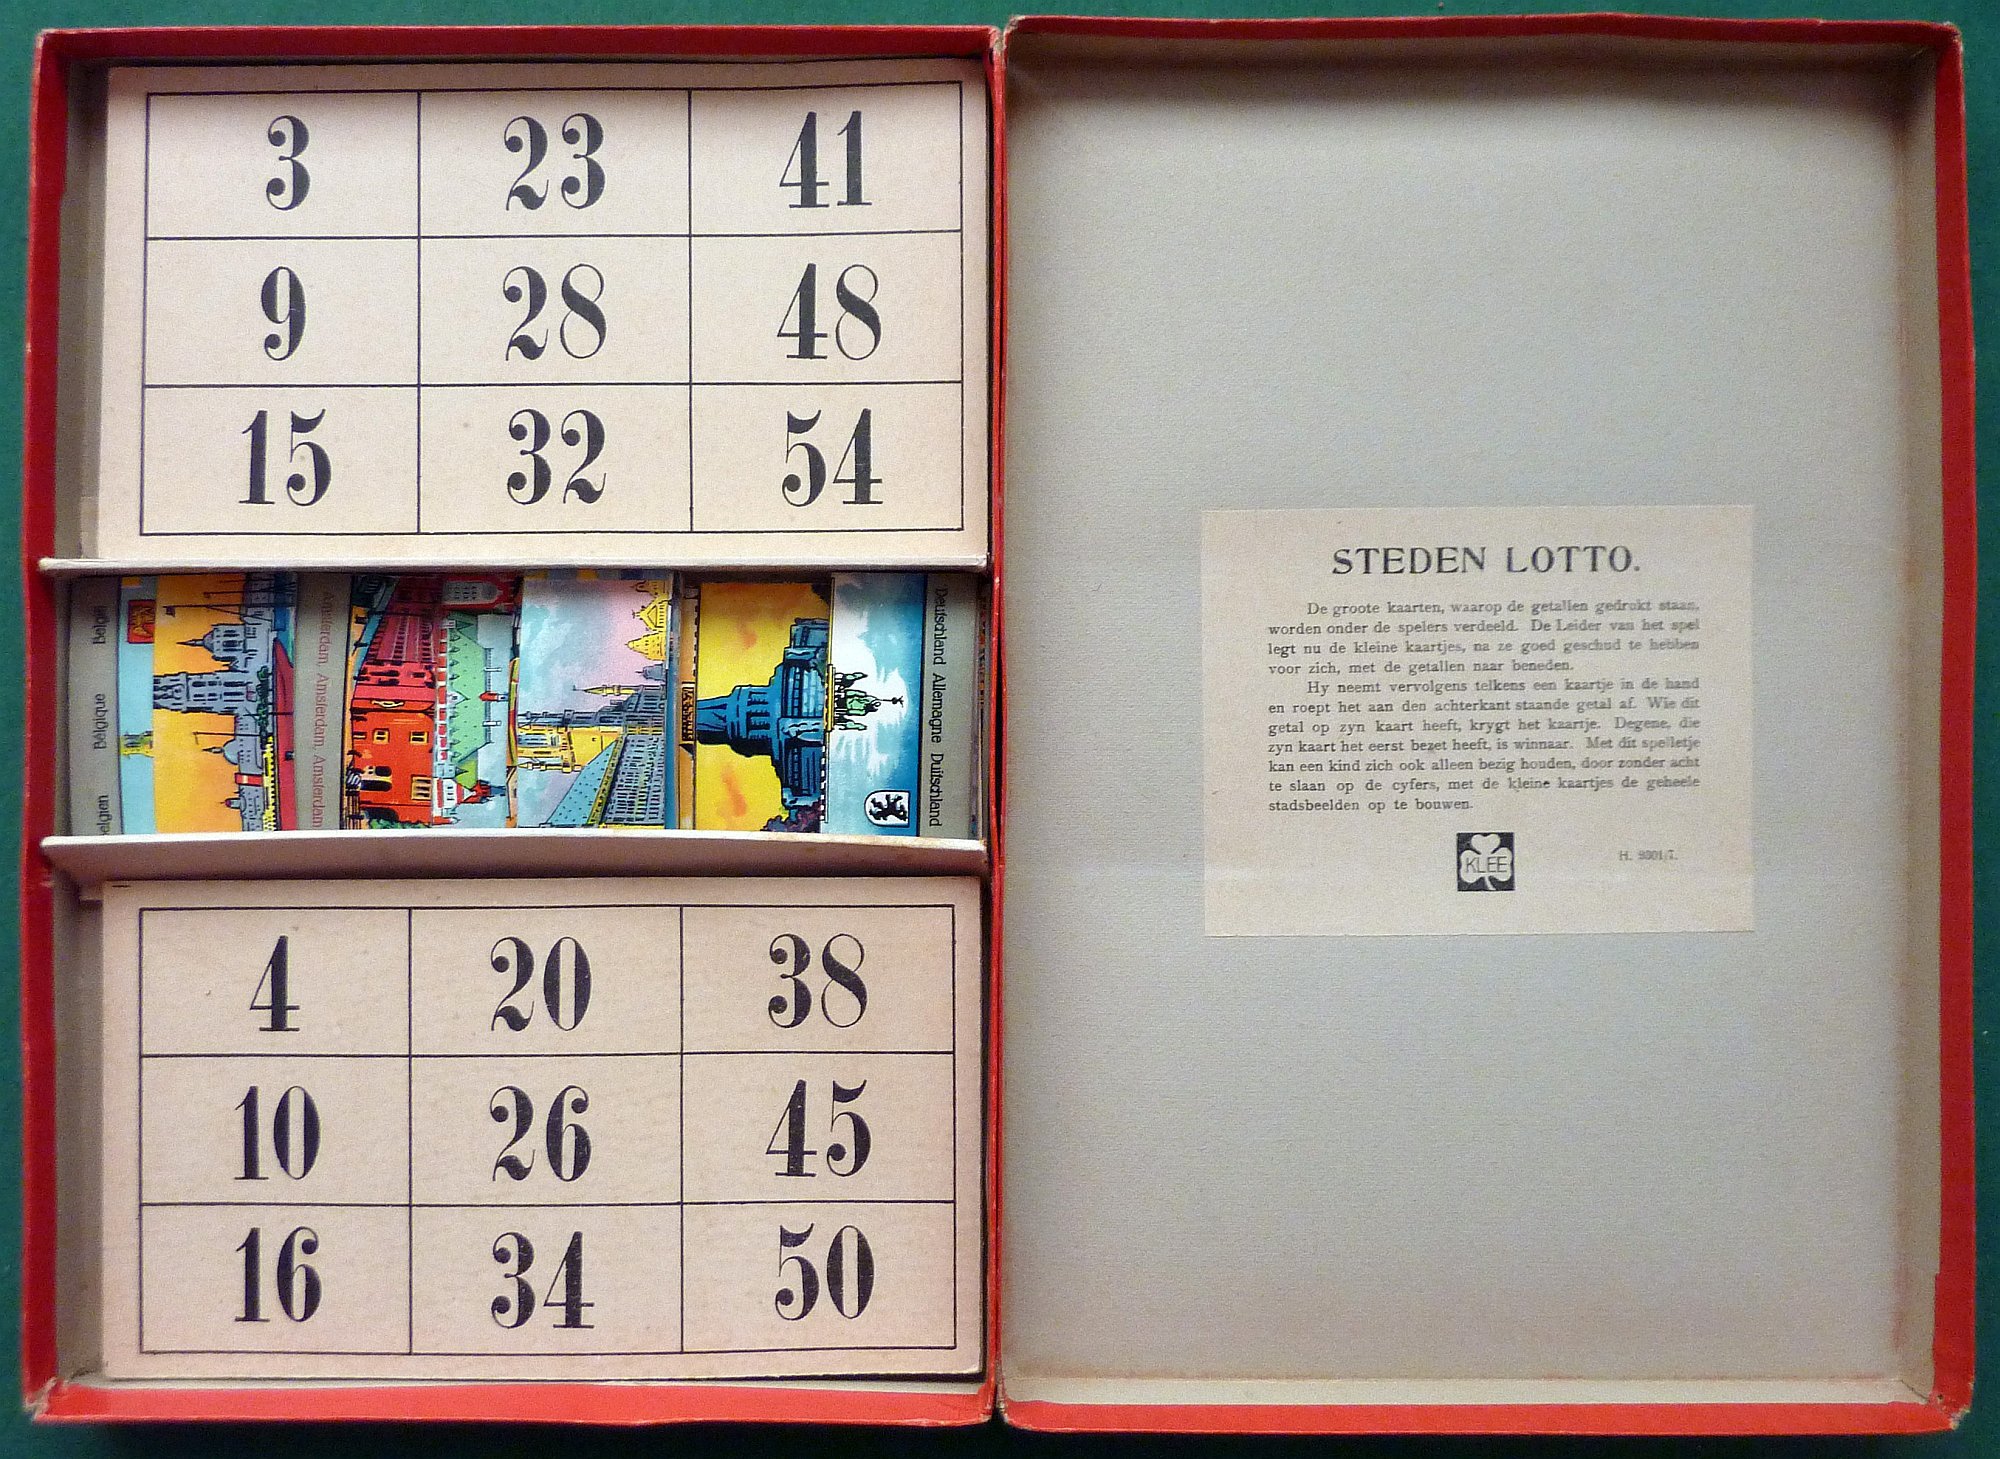 3 23 41
9 28 48
15 32 54
België
Belgique
Belgien
Amsterdam. Amsterdam. Amsterdam
Deutschland Allemagne Duitschland
4 20 38
10 26 45
16 34 50
STEDEN LOTTO.
De groote kaarten, waarop de getallen gedrukt staan,
worden onder de spelers verdeeld. De Leider van het spel
legt nu de kleine kaartjes, na ze goed geschud te hebben
voor zich, met de getallen naar beneden.
Hy neemt vervolgens telkens een kaartje in de hand
en roept het aan den achterkant staande getal af. Wie dit
getal op zyn kaart heeft, krygt het kaartje. Degene, die
zyn kaart het eerst bezet heeft, is winnaar. Met dit spelletje
kan een kind zich ook alleen bezig houden, door zonder acht
te slaan op de cyfers, met de kleine kaartjes de geheele
stadsbeelden op te bouwen.
KLEE